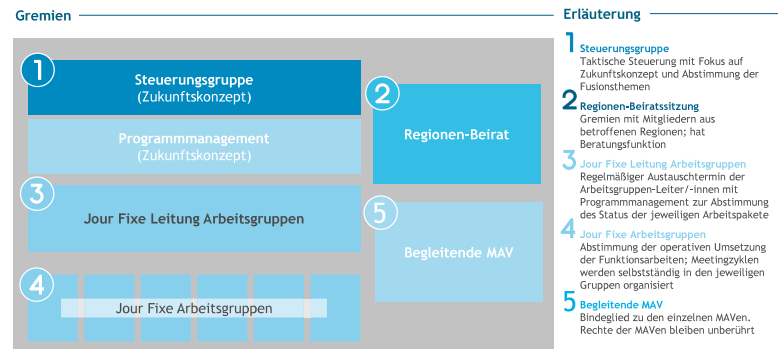 Gremien
1
Steuerungsgruppe
(Zukunftskonzept)
Programmmanagement
(Zukunftskonzept)
2
Regionen-Beirat
3
Jour Fixe Leitung Arbeitsgruppen
5
Begleitende MAV
4
Jour Fixe Arbeitsgruppen
Erläuterung
1 Steuerungsgruppe
Taktische Steuerung mit Fokus auf
Zukunftskonzept und Abstimmung der
Fusionsthemen
2 Regionen-Beiratssitzung
Gremien mit Mitgliedern aus
betroffenen Regionen; hat
Beratungsfunktion
3 Jour Fixe Leitung Arbeitsgruppen
Regelmäßiger Austauschtermin der
Arbeitsgruppen-Leiter/-innen mit
Programmmanagement zur Abstimmung
des Status der jeweiligen Arbeitspakete
4 Jour Fixe Arbeitsgruppen
Abstimmung der operativen Umsetzung
der Funktionsarbeiten; Meetingzyklen
werden selbstständig in den jeweiligen
Gruppen organisiert
5 Begleitende MAV
Bindeglied zu den einzelnen MAVen.
Rechte der MAVen bleiben unberührt